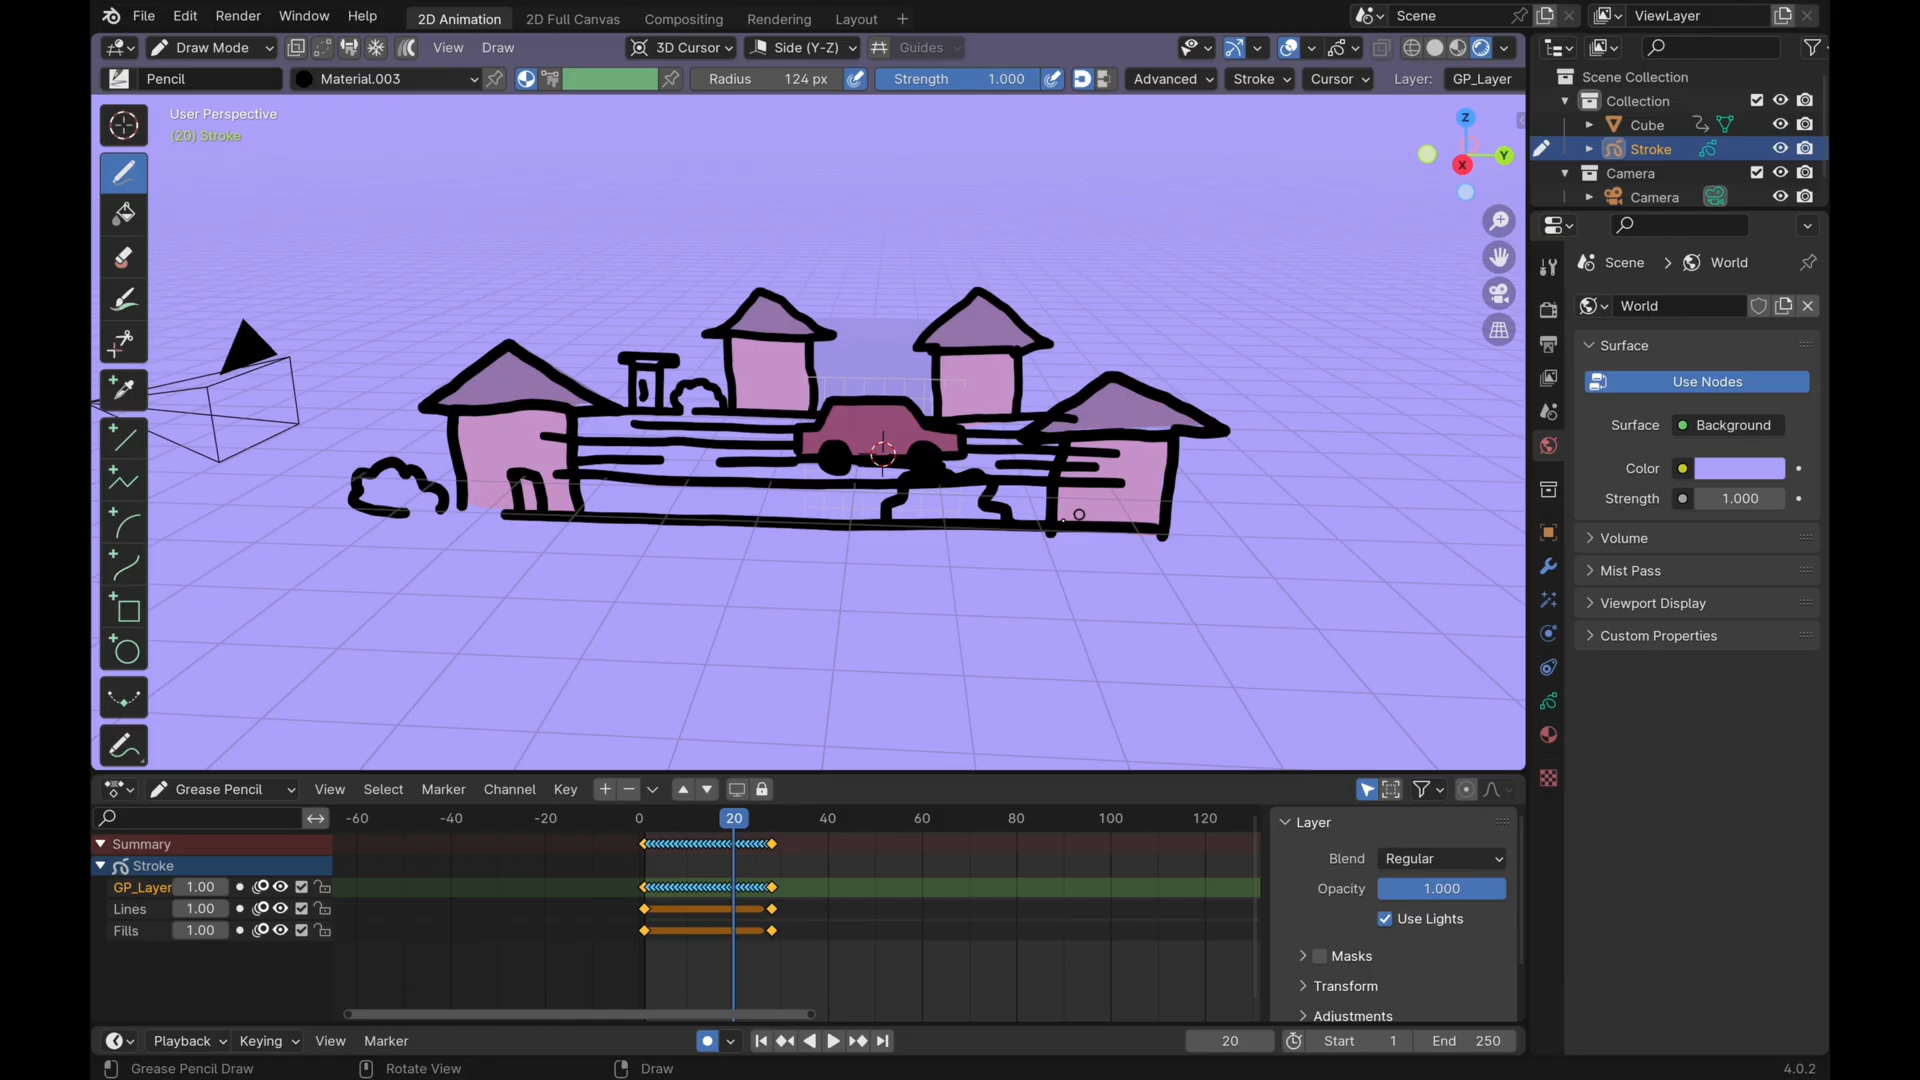 File Edit Render Window Help 2D Animation 2D Full Canvas Compositing Rendering Layout Scene ViewLayer
Draw Mode View Draw 3D Cursor Side (Y-Z) Guides
Pencil Material.003 Radius 124 px Strength 1.000 Advanced Stroke Cursor Layer: GP_Layer
User Perspective
(20) Stroke
Z
Y
X
Scene Collection
Collection
Cube
Stroke
Camera
Camera
Scene World
World
Surface
Use Nodes
Surface Background
Color
Strength 1.000
Volume
Mist Pass
Viewport Display
Custom Properties
Grease Pencil View Select Marker Channel Key
-60 -40 -20 0 20 40 60 80 100 120
Summary
Stroke
GP_Layer 1.00
Lines 1.00
Fills 1.00
Layer
Blend Regular
Opacity 1.000
Use Lights
Masks
Transform
Adjustments
Playback Keying View Marker 20 Start 1 End 250
Grease Pencil Draw Rotate View Draw 4.0.2